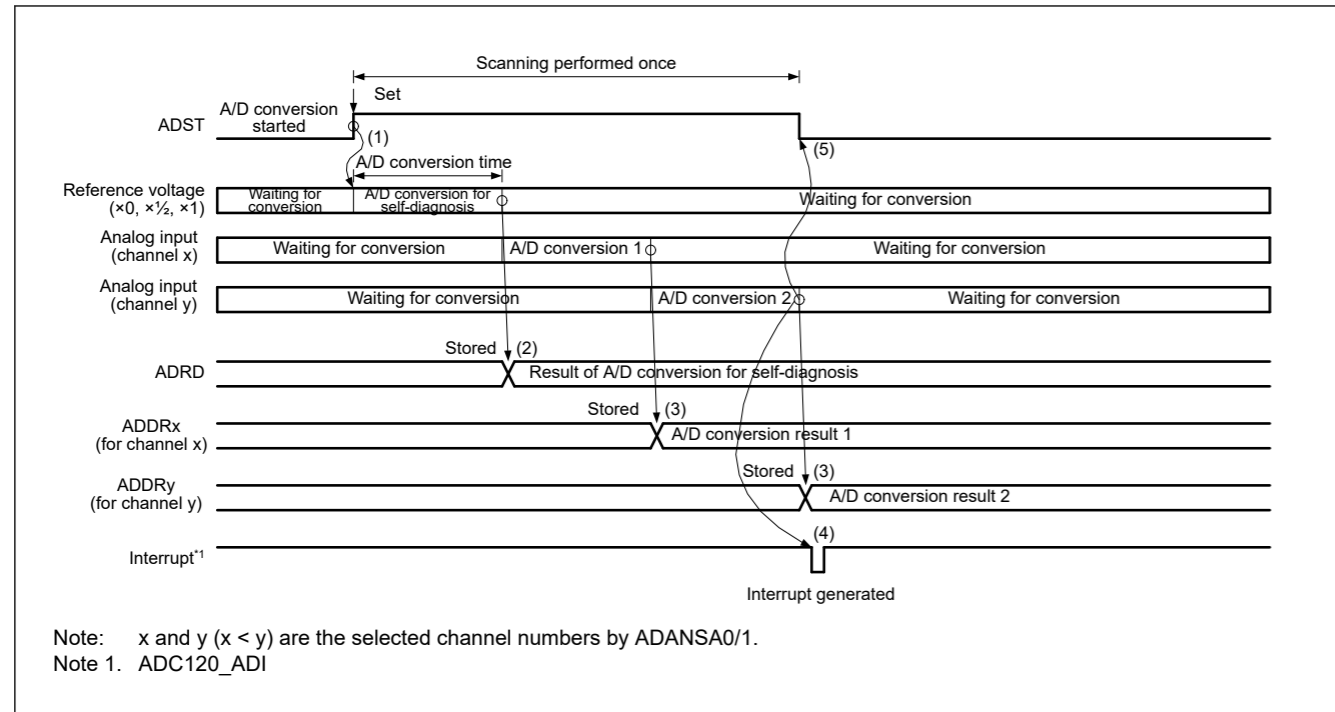 Scanning performed once
Set
A/D conversion
started
ADST
(1)
(5)
A/D conversion time
Reference voltage
(×0, ×½, ×1)
Waiting for
conversion
A/D conversion for
self-diagnosis
Waiting for conversion
Analog input
(channel x)
Waiting for conversion
A/D conversion 1
Waiting for conversion
Analog input
(channel y)
Waiting for conversion
A/D conversion 2
Waiting for conversion
Stored
(2)
ADRD
Result of A/D conversion for self-diagnosis
Stored
(3)
ADDRx
(for channel x)
A/D conversion result 1
Stored
(3)
ADDRy
(for channel y)
A/D conversion result 2
(4)
Interrupt*1
Interrupt generated
Note: x and y (x < y) are the selected channel numbers by ADANSA0/1.
Note 1. ADC120_ADI